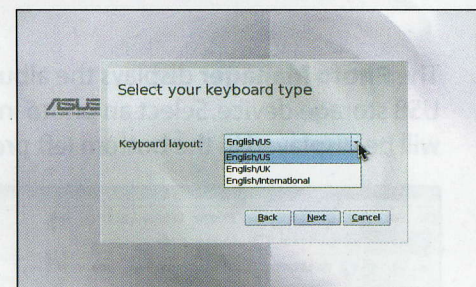 Select your keyboard type
ASUS
Keyboard layout: English/US
English/US
English/UK
English/International
Back Next Cancel